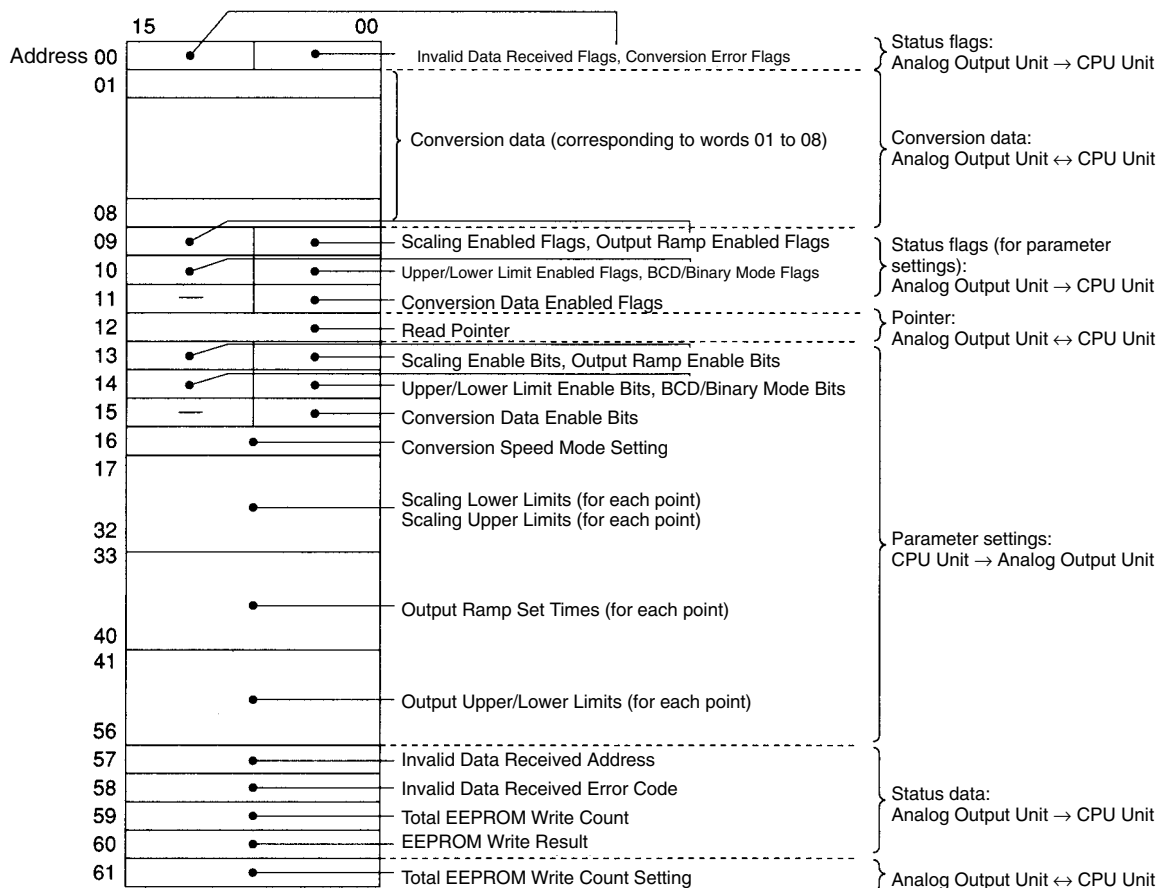 15 00
Address 00 Invalid Data Received Flags, Conversion Error Flags
Status flags:
Analog Output Unit → CPU Unit
01
Conversion data (corresponding to words 01 to 08)
Conversion data:
Analog Output Unit ↔ CPU Unit
08
09 Scaling Enabled Flags, Output Ramp Enabled Flags
10 Upper/Lower Limit Enabled Flags, BCD/Binary Mode Flags
11 — Conversion Data Enabled Flags
Status flags (for parameter
settings):
Analog Output Unit → CPU Unit
12 Read Pointer
Pointer:
Analog Output Unit ↔ CPU Unit
13 Scaling Enable Bits, Output Ramp Enable Bits
14 Upper/Lower Limit Enable Bits, BCD/Binary Mode Bits
15 — Conversion Data Enable Bits
16 Conversion Speed Mode Setting
17
Scaling Lower Limits (for each point)
Scaling Upper Limits (for each point)
32
33
Output Ramp Set Times (for each point)
40
41
Output Upper/Lower Limits (for each point)
56
Parameter settings:
CPU Unit → Analog Output Unit
57 Invalid Data Received Address
58 Invalid Data Received Error Code
59 Total EEPROM Write Count
60 EEPROM Write Result
Status data:
Analog Output Unit → CPU Unit
61 Total EEPROM Write Count Setting
Analog Output Unit ↔ CPU Unit